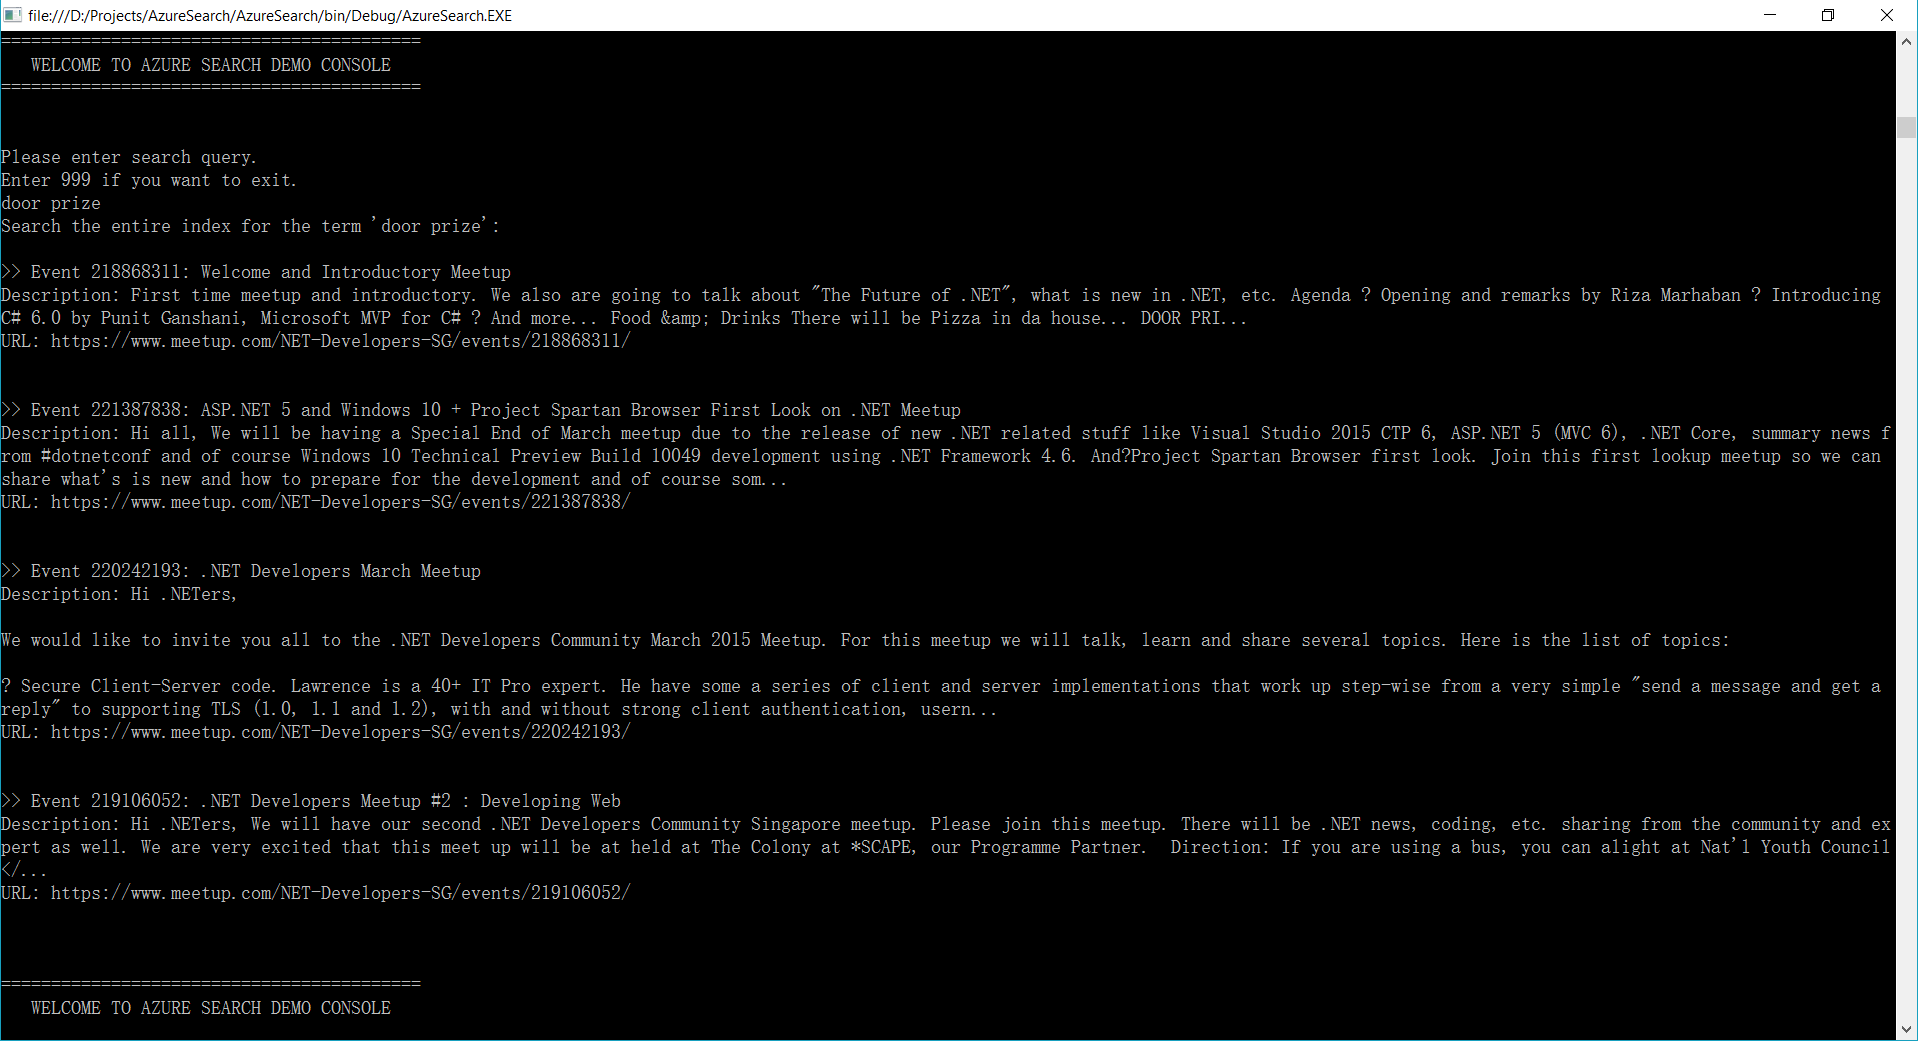 file:///D:/Projects/AzureSearch/AzureSearch/bin/Debug/AzureSearch.EXE
==========================================
WELCOME TO AZURE SEARCH DEMO CONSOLE
==========================================
Please enter search query.
Enter 999 if you want to exit.
door prize
Search the entire index for the term 'door prize':
>> Event 218868311: Welcome and Introductory Meetup
Description: First time meetup and introductory. We also are going to talk about "The Future of .NET", what is new in .NET, etc. Agenda ? Opening and remarks by Riza Marhaban ? Introducing
C# 6.0 by Punit Ganshani, Microsoft MVP for C# ? And more... Food &amp; Drinks There will be Pizza in da house... DOOR PRI...
URL: https://www.meetup.com/NET-Developers-SG/events/218868311/
>> Event 221387838: ASP.NET 5 and Windows 10 + Project Spartan Browser First Look on .NET Meetup
Description: Hi all, We will be having a Special End of March meetup due to the release of new .NET related stuff like Visual Studio 2015 CTP 6, ASP.NET 5 (MVC 6), .NET Core, summary news f
rom #dotnetconf and of course Windows 10 Technical Preview Build 10049 development using .NET Framework 4.6. And?Project Spartan Browser first look. Join this first lookup meetup so we can
share what's is new and how to prepare for the development and of course som...
URL: https://www.meetup.com/NET-Developers-SG/events/221387838/
>> Event 220242193: .NET Developers March Meetup
Description: Hi .NETers,
We would like to invite you all to the .NET Developers Community March 2015 Meetup. For this meetup we will talk, learn and share several topics. Here is the list of topics:
? Secure Client-Server code. Lawrence is a 40+ IT Pro expert. He have some a series of client and server implementations that work up step-wise from a very simple "send a message and get a
reply" to supporting TLS (1.0, 1.1 and 1.2), with and without strong client authentication, usern...
URL: https://www.meetup.com/NET-Developers-SG/events/220242193/
>> Event 219106052: .NET Developers Meetup #2 : Developing Web
Description: Hi .NETers, We will have our second .NET Developers Community Singapore meetup. Please join this meetup. There will be .NET news, coding, etc. sharing from the community and ex
pert as well. We are very excited that this meet up will be at held at The Colony at *SCAPE, our Programme Partner.  Direction: If you are using a bus, you can alight at Nat'l Youth Council
</...
URL: https://www.meetup.com/NET-Developers-SG/events/219106052/
==========================================
WELCOME TO AZURE SEARCH DEMO CONSOLE